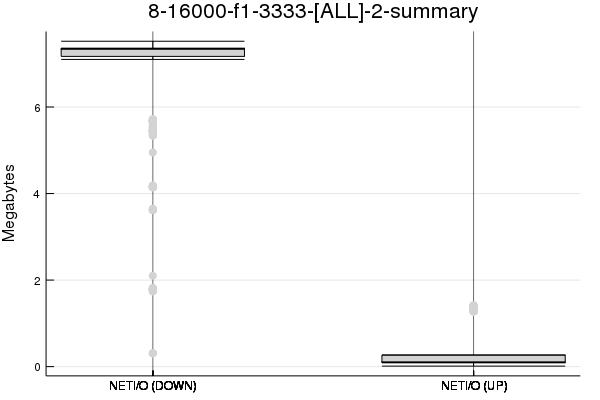 8-16000-f1-3333-[ALL]-2-summary
Megabytes
6
4
2
0
NETI/O (DOWN)
NETI/O (UP)